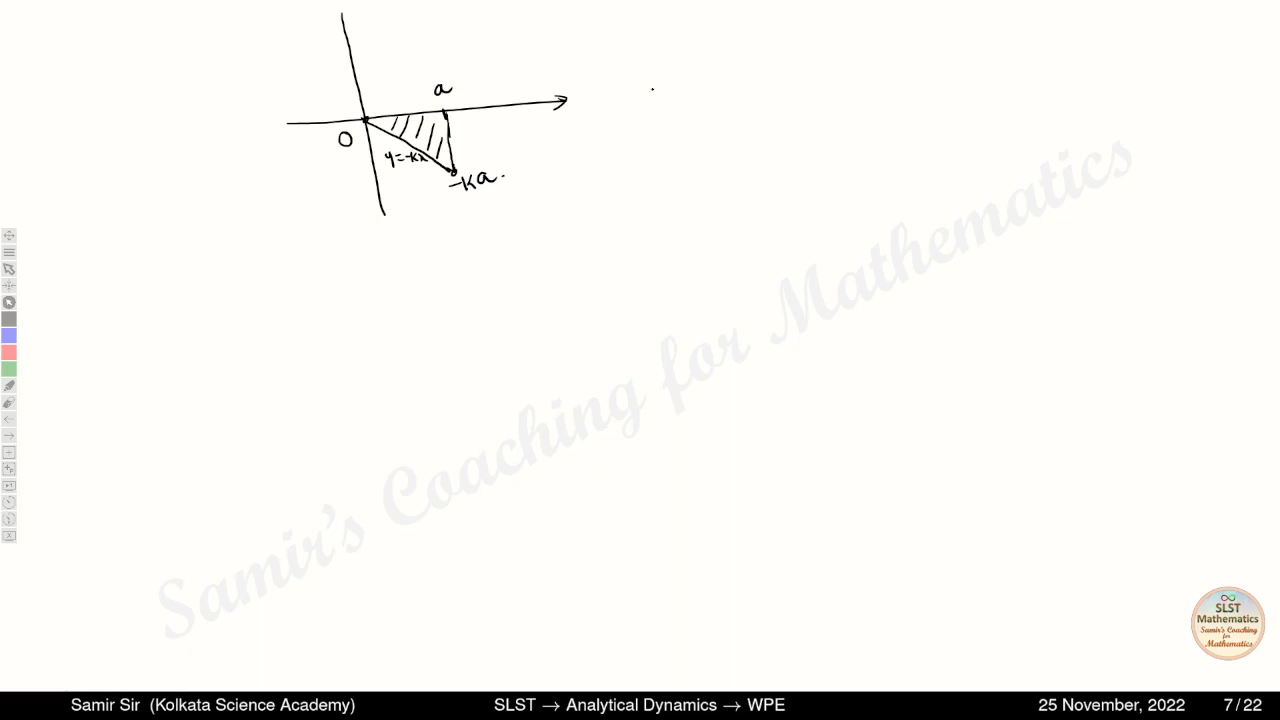 a
O
y=-kx
-ka.
Samir's Coaching for Mathematics
SLST
Mathematics
Samir's Coaching
for
Mathematics
Samir Sir (Kolkata Science Academy) SLST → Analytical Dynamics → WPE 25 November, 2022 7/22